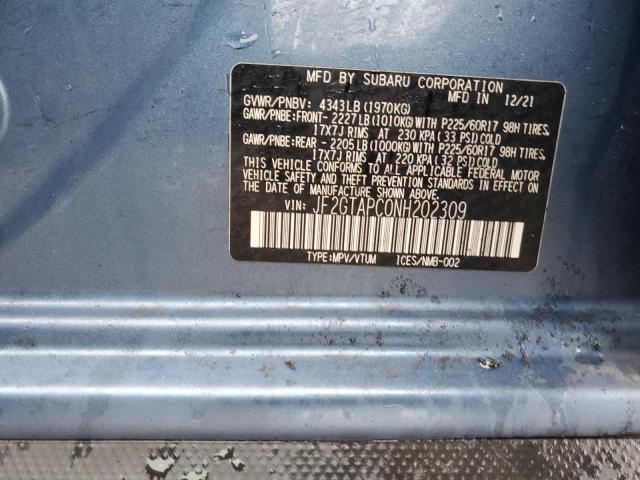 MFD BY SUBARU CORPORATION
GVWR/PNBV: 4343LB (1970KG) MFD IN 12/21
GAWR/PNBE:FRONT-2227LB (1010KG) WITH P225/60R17 98H TIRES,
17X7J RIMS AT 230 KPA (33 PSI) COLD
GAWR/PNBE:REAR -2205LB (1000KG) WITH P225/60R17 98H TIRES,
17X7J RIMS AT 220 KPA (32 PSI) COLD
THIS VEHICLE CONFORMS TO ALL APPLICABLE FEDERAL MOTOR
VEHICLE SAFETY AND THEFT PREVENTION STANDARDS IN EFFECT
ON THE DATE OF MANUFACTURE SHOWN ABOVE.
VIN: JF2GTAPC0NH202309
TYPE:MPV/VTUM ICES/NMB-002